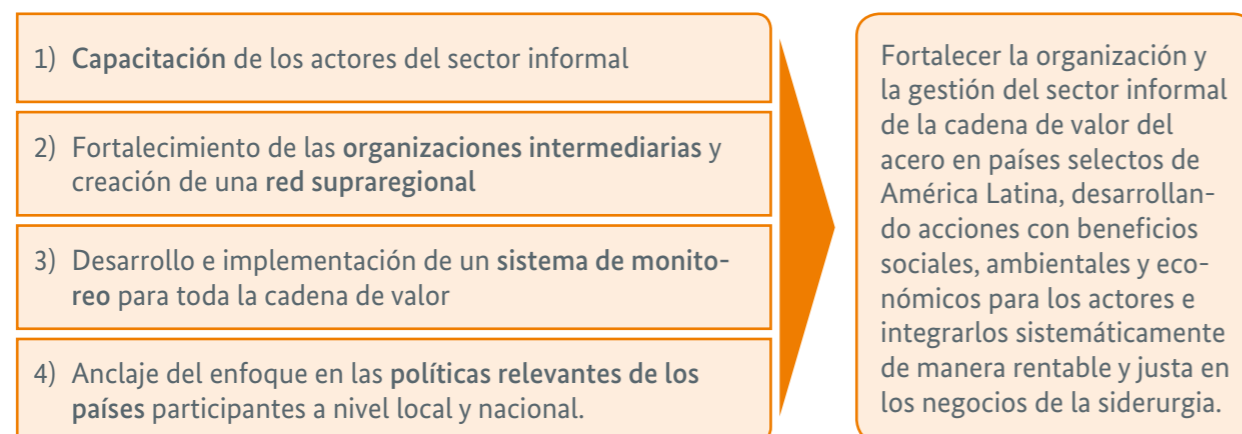 1) Capacitación de los actores del sector informal
2) Fortalecimiento de las organizaciones intermediarias y
creación de una red supraregional
3) Desarrollo e implementación de un sistema de monito-
reo para toda la cadena de valor
4) Anclaje del enfoque en las políticas relevantes de los
países participantes a nivel local y nacional.
Fortalecer la organización y
la gestión del sector informal
de la cadena de valor del
acero en países selectos de
América Latina, desarrollan-
do acciones con beneficios
sociales, ambientales y eco-
nómicos para los actores e
integrarlos sistemáticamente
de manera rentable y justa en
los negocios de la siderurgia.